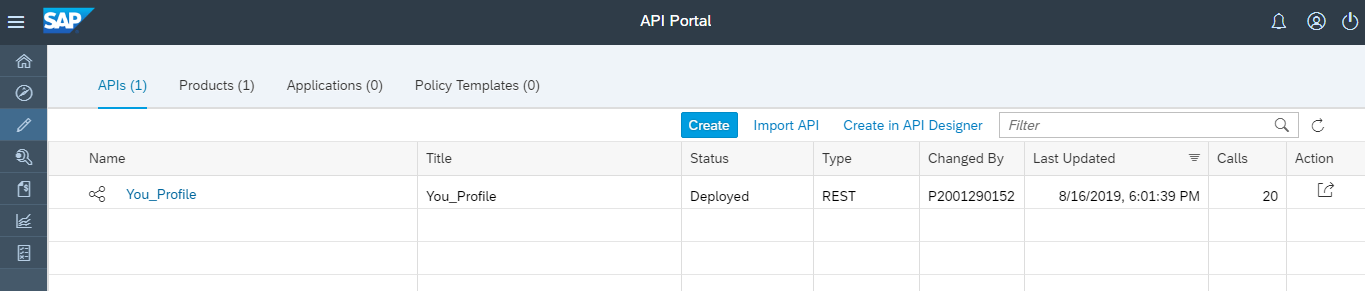 SAP API Portal
APIs (1) Products (1) Applications (0) Policy Templates (0)
Create Import API Create in API Designer Filter
Name Title Status Type Changed By Last Updated Calls Action
You_Profile You_Profile Deployed REST P2001290152 8/16/2019, 6:01:39 PM 20